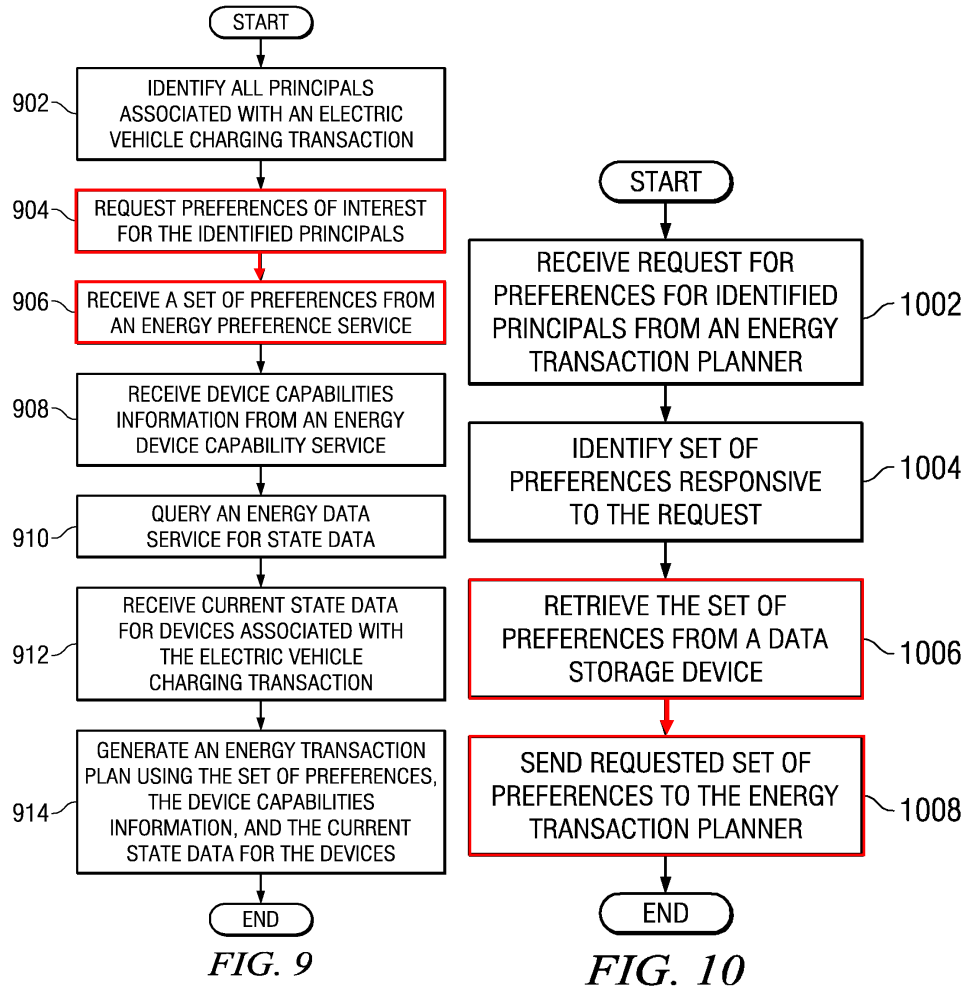 START
902
IDENTIFY ALL PRINCIPALS
ASSOCIATED WITH AN ELECTRIC
VEHICLE CHARGING TRANSACTION
904
REQUEST PREFERENCES OF INTEREST
FOR THE IDENTIFIED PRINCIPALS
906
RECEIVE A SET OF PREFERENCES FROM
AN ENERGY PREFERENCE SERVICE
908
RECEIVE DEVICE CAPABILITIES
INFORMATION FROM AN ENERGY
DEVICE CAPABILITY SERVICE
910
QUERY AN ENERGY DATA
SERVICE FOR STATE DATA
912
RECEIVE CURRENT STATE DATA
FOR DEVICES ASSOCIATED WITH
THE ELECTRIC VEHICLE
CHARGING TRANSACTION
914
GENERATE AN ENERGY TRANSACTION
PLAN USING THE SET OF PREFERENCES,
THE DEVICE CAPABILITIES
INFORMATION, AND THE CURRENT
STATE DATA FOR THE DEVICES
END
FIG. 9
START
RECEIVE REQUEST FOR
PREFERENCES FOR IDENTIFIED
PRINCIPALS FROM AN ENERGY
TRANSACTION PLANNER
1002
IDENTIFY SET OF
PREFERENCES RESPONSIVE
TO THE REQUEST
1004
RETRIEVE THE SET OF
PREFERENCES FROM A DATA
STORAGE DEVICE
1006
SEND REQUESTED SET OF
PREFERENCES TO THE ENERGY
TRANSACTION PLANNER
1008
END
FIG. 10